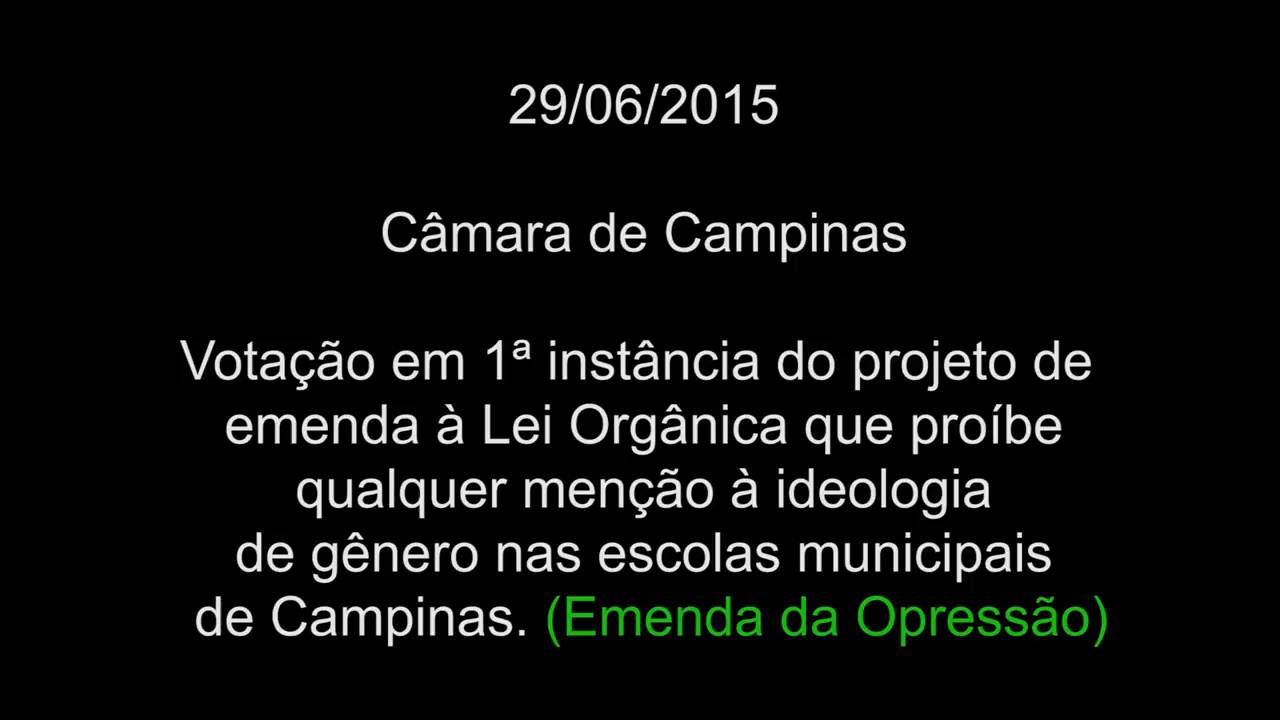 29/06/2015
Câmara de Campinas
Votação em 1ª instância do projeto de
emenda à Lei Orgânica que proíbe
qualquer menção à ideologia
de gênero nas escolas municipais
de Campinas. (Emenda da Opressão)